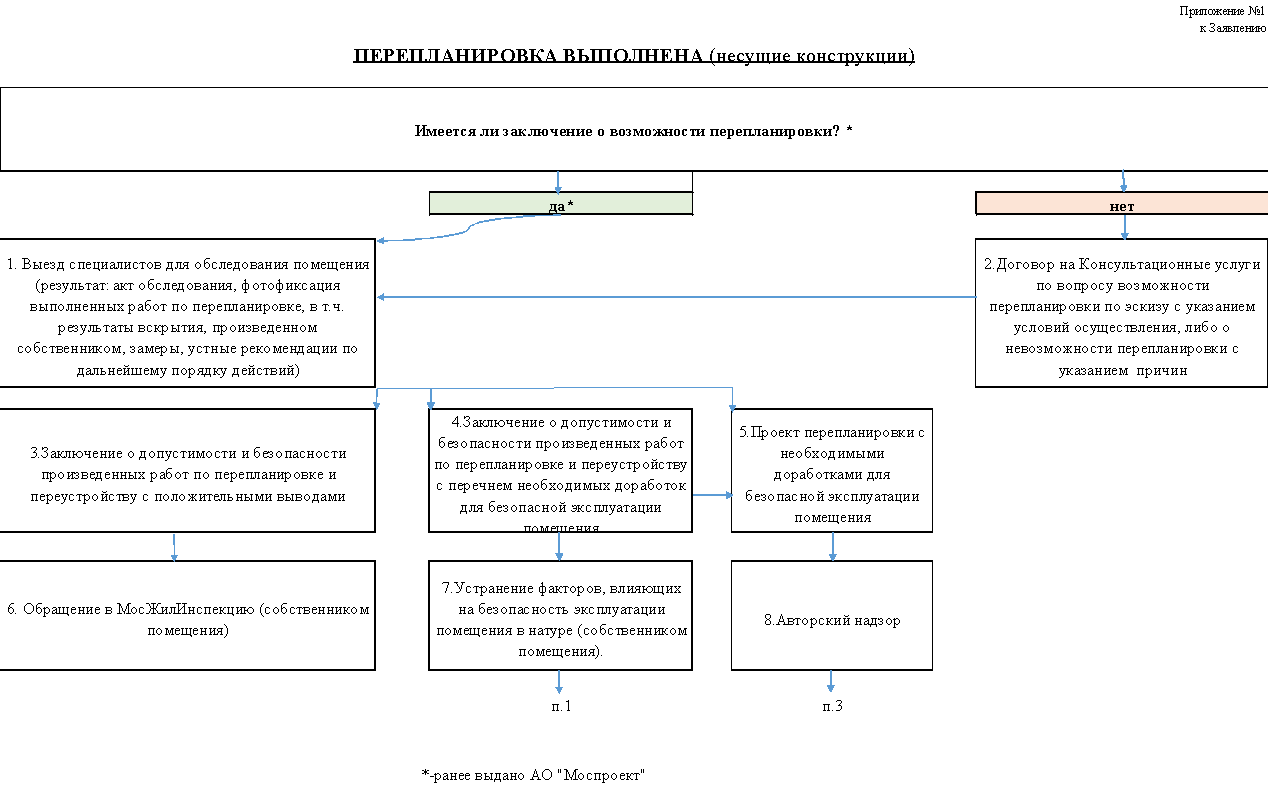 Приложение №1
к Заявлению
ПЕРЕПЛАНИРОВКА ВЫПОЛНЕНА (несущие конструкции)
Имеется ли заключение о возможности перепланировки? *
да*
нет
1. Выезд специалистов для обследования помещения
(результат: акт обследования, фотофиксация
выполненных работ по перепланировке, в т.ч.
результаты вскрытия, произведенном
собственником, замеры, устные рекомендации по
дальнейшему порядку действий)
2.Договор на Консультационные услуги
по вопросу возможности
перепланировки по эскизу с указанием
условий осуществления, либо о
невозможности перепланировки с
указанием причин
3.Заключение о допустимости и безопасности
произведенных работ по перепланировке и
переустройству с положительными выводами
4.Заключение о допустимости и
безопасности произведенных работ
по перепланировке и переустройству
с перечнем необходимых доработок
для безопасной эксплуатации
помещения
5.Проект перепланировки с
необходимыми
доработками для
безопасной эксплуатации
помещения
6. Обращение в МосЖилИнспекцию (собственником
помещения)
7.Устранение факторов, влияющих
на безопасность эксплуатации
помещения в натуре (собственником
помещения).
8.Авторский надзор
п.1
п.3
*-ранее выдано АО "Моспроект"